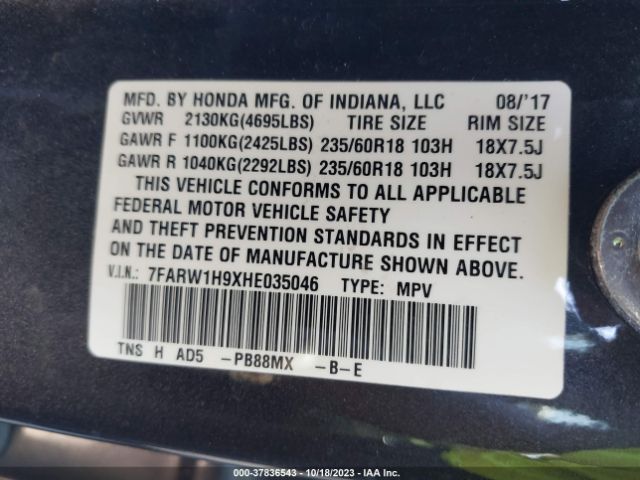 MFD. BY HONDA MFG. OF INDIANA, LLC 08/'17
GVWR 2130KG(4695LBS) TIRE SIZE RIM SIZE
GAWR F 1100KG(2425LBS) 235/60R18 103H 18X7.5J
GAWR R 1040KG(2292LBS) 235/60R18 103H 18X7.5J
THIS VEHICLE CONFORMS TO ALL APPLICABLE
FEDERAL MOTOR VEHICLE SAFETY
AND THEFT PREVENTION STANDARDS IN EFFECT
ON THE DATE OF MANUFACTURE SHOWN ABOVE.
V.I.N.: 7FARW1H9XHE035046 TYPE: MPV
TNS H AD5 -PB88MX -B-E
000-37836543 - 10/18/2023 - IAA Inc.